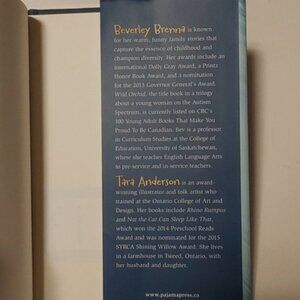 Beverley Brenna is known
for her warm, funny family stories that
capture the essence of childhood and
champion diversity. Her awards include an
international Dolly Gray Award, a Printz
Honor Book Award, and a nomination
for the 2013 Governor General's Award.
Wild Orchid, the title book in a trilogy
about a young woman on the Autism
Spectrum, is currently listed on CBC's
100 Young Adult Books That Make You
Proud To Be Canadian. Bev is a professor
in Curriculum Studies at the College of
Education, University of Saskatchewan,
where she teaches English Language Arts
to pre-service and in-service teachers.
Tara Anderson is an award-
winning illustrator and folk artist who
trained at the Ontario College of Art and
Design. Her books include Rhino Rumpus
and Nat the Cat Can Sleep Like That,
which won the 2014 Preschool Reads
Award and was nominated for the 2015
SYRCA Shining Willow Award. She lives
in a farmhouse in Tweed, Ontario, with
her husband and daughter.
www.pajamapress.ca